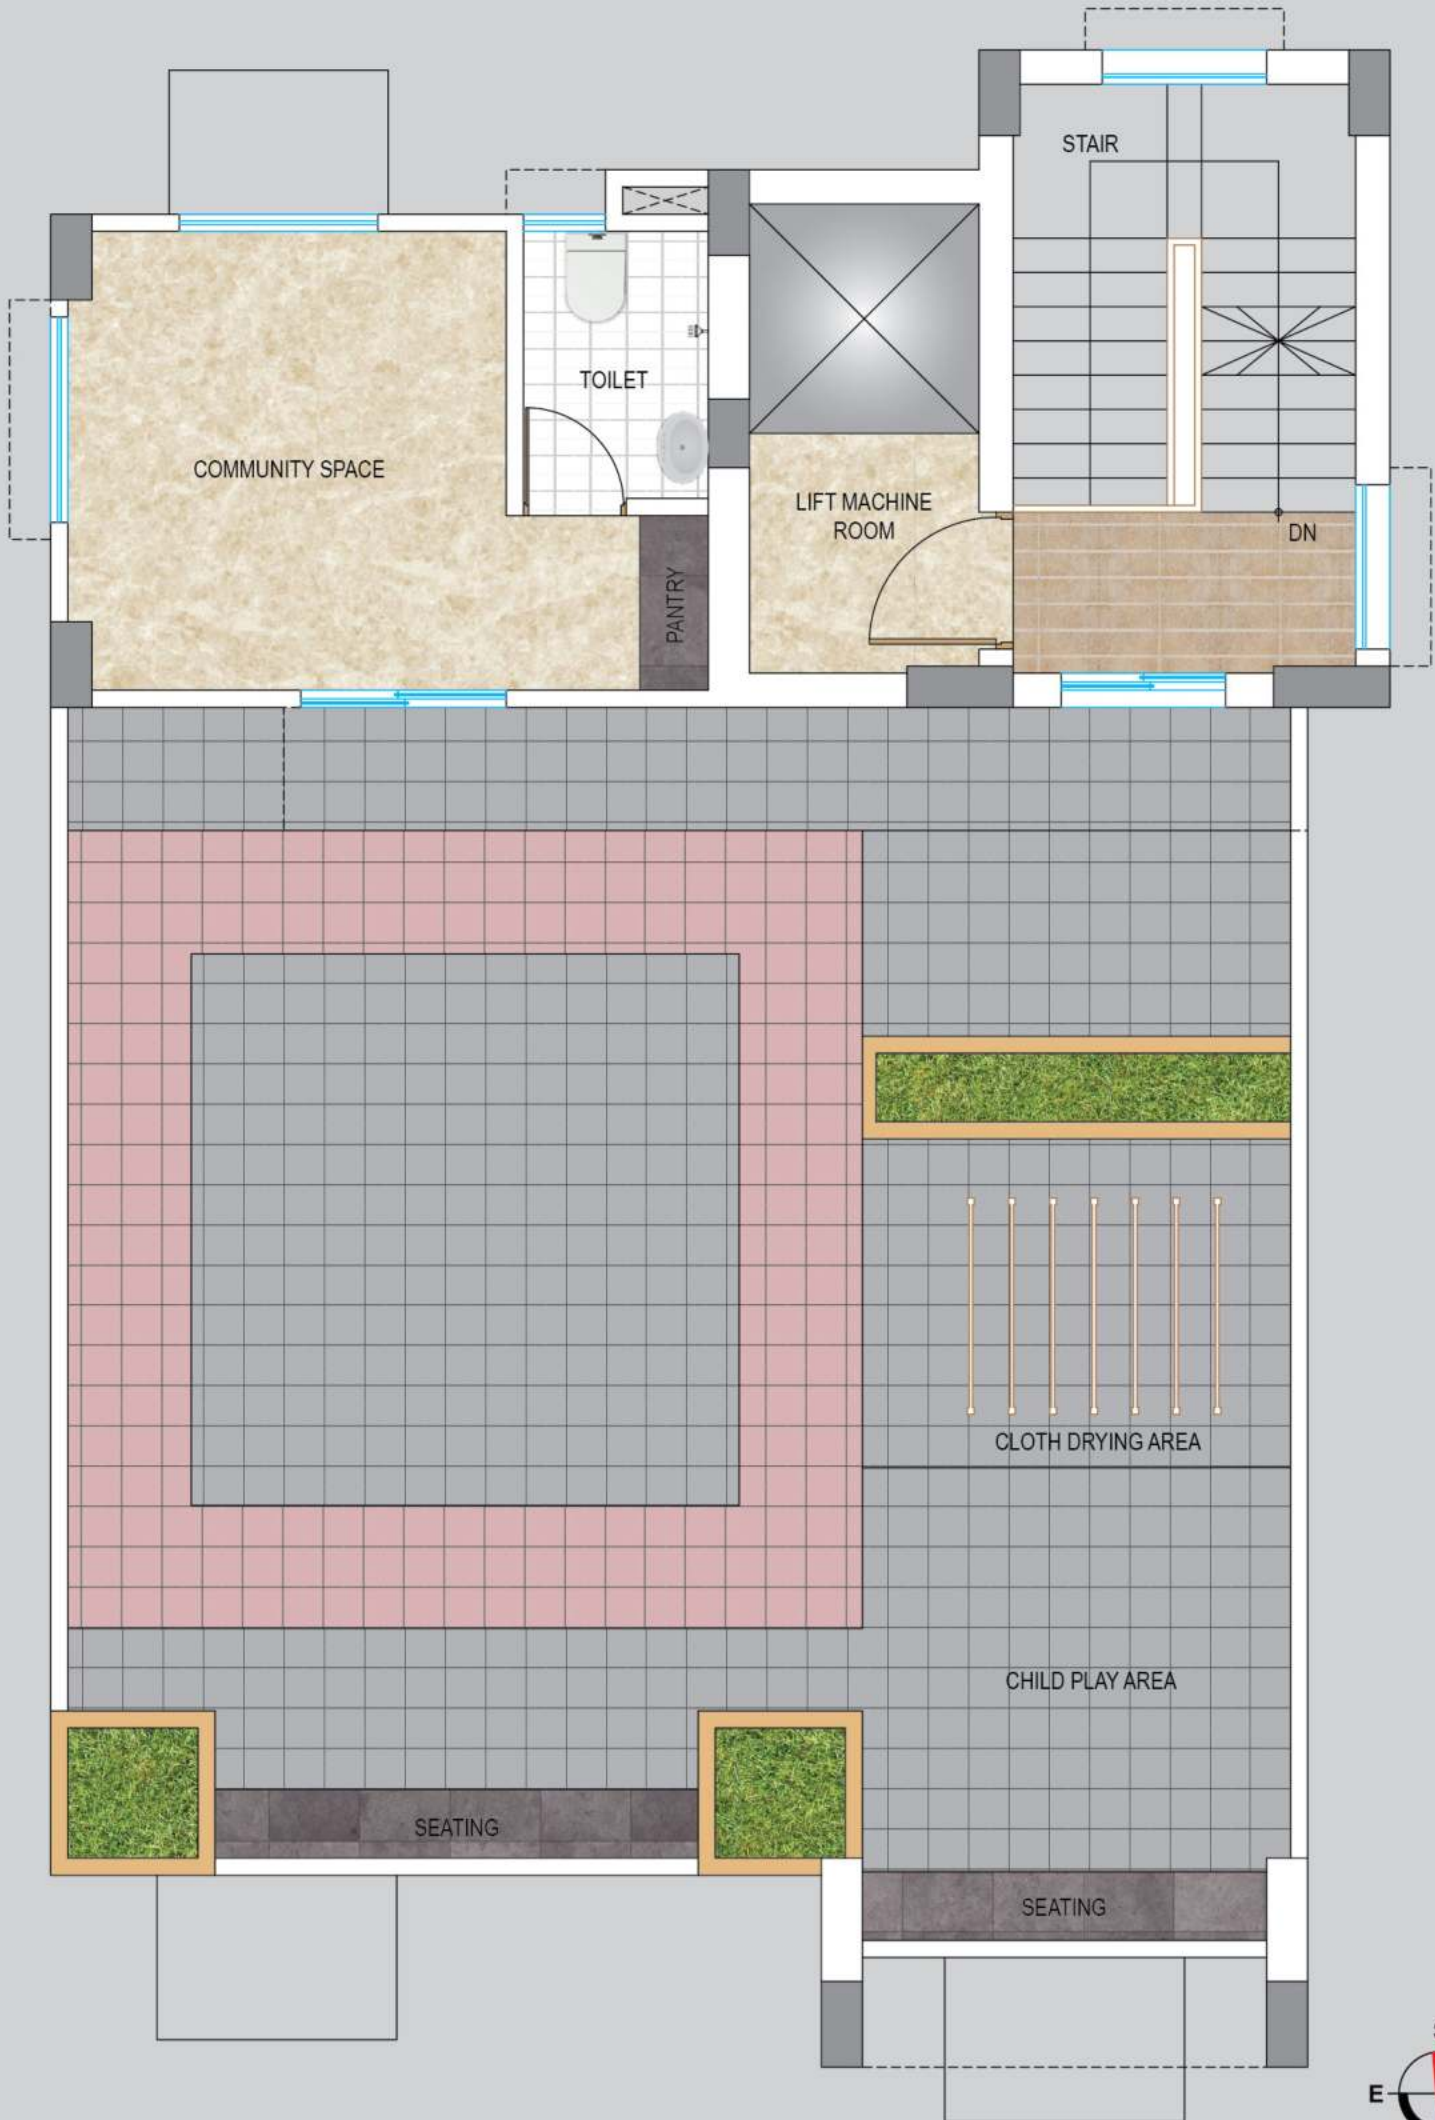 STAIR
TOILET
COMMUNITY SPACE
LIFT MACHINE
ROOM
DN
PANTRY
CLOTH DRYING AREA
CHILD PLAY AREA
SEATING
SEATING
E